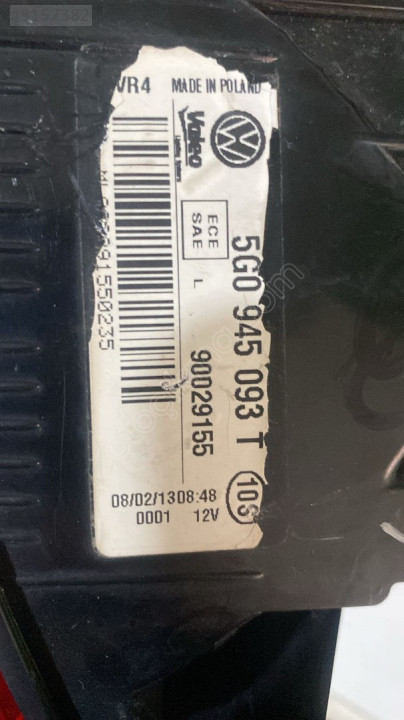 VR4 MADE IN POLAND
Valeo
ECE
SAE
L
5G0 945 093 T
90029155
91550235
08/02/13 08:48
0001 12V